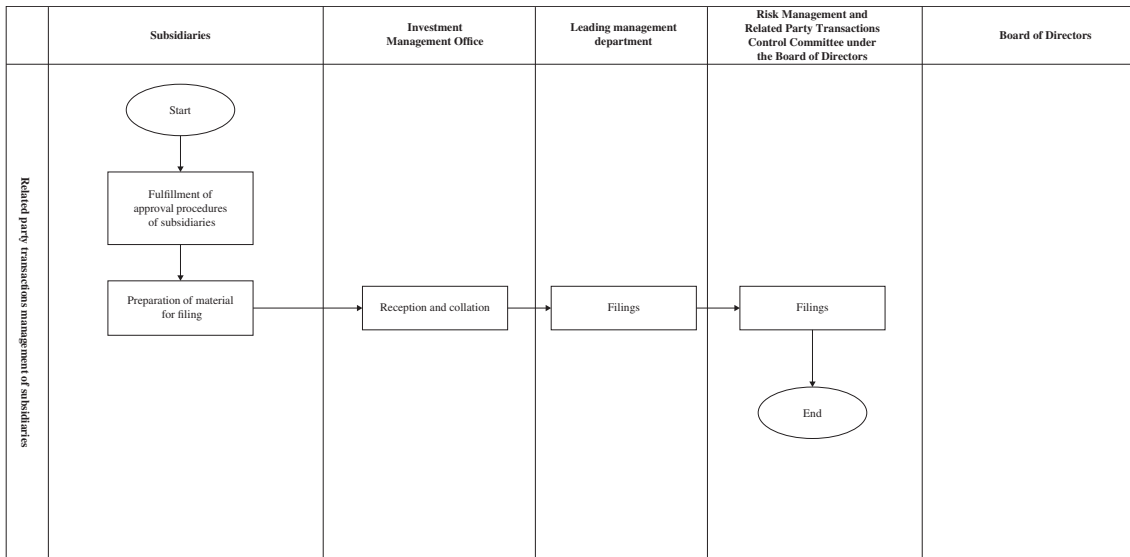 Subsidiaries
Investment
Management Office
Leading management
department
Risk Management and
Related Party Transactions
Control Committee under
the Board of Directors
Board of Directors
Related party transactions management of subsidiaries
Start
Fulfillment of
approval procedures
of subsidiaries
Preparation of material
for filing
Reception and collation
Filings
Filings
End